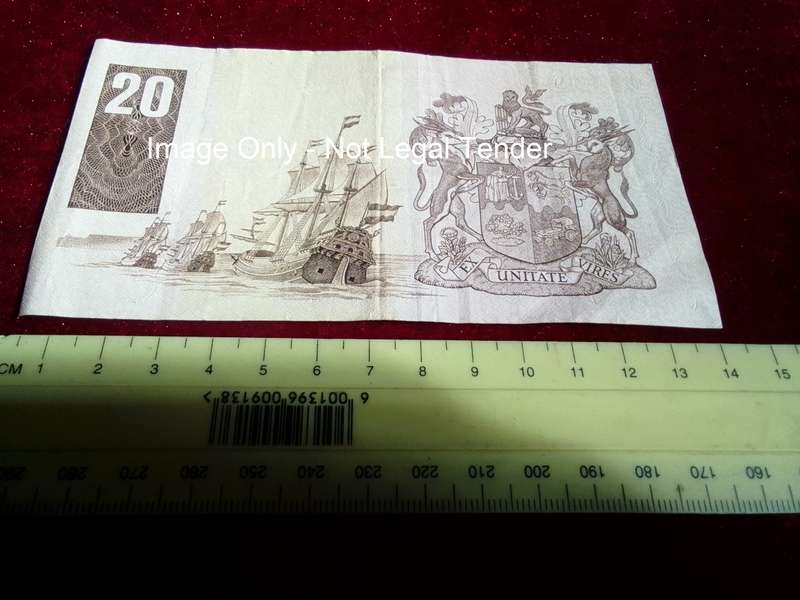 20
Image Only - Not Legal Tender
EX UNITATE VIRES
CM 1 2 3 4 5 6 7 8 9 10 11 12 13 14 15
6 001396 009138 >
290 280 270 260 250 240 230 220 210 200 190 180 170 160